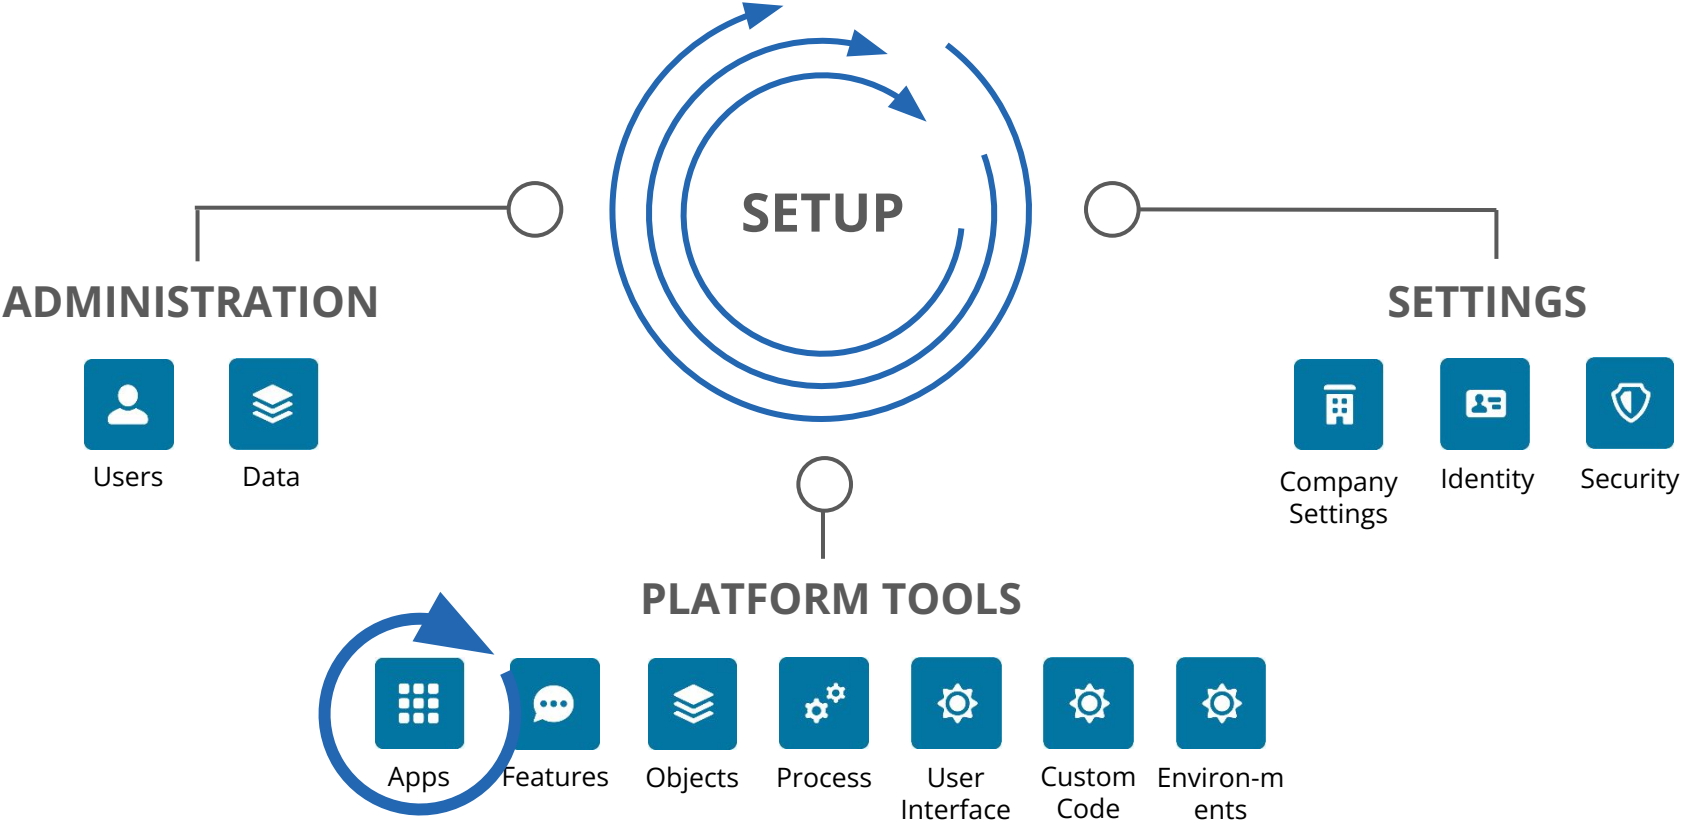 SETUP
ADMINISTRATION
Users
Data
SETTINGS
Company
Settings
Identity
Security
PLATFORM TOOLS
Apps
Features
Objects
Process
User
Interface
Custom
Code
Environ-m
ents